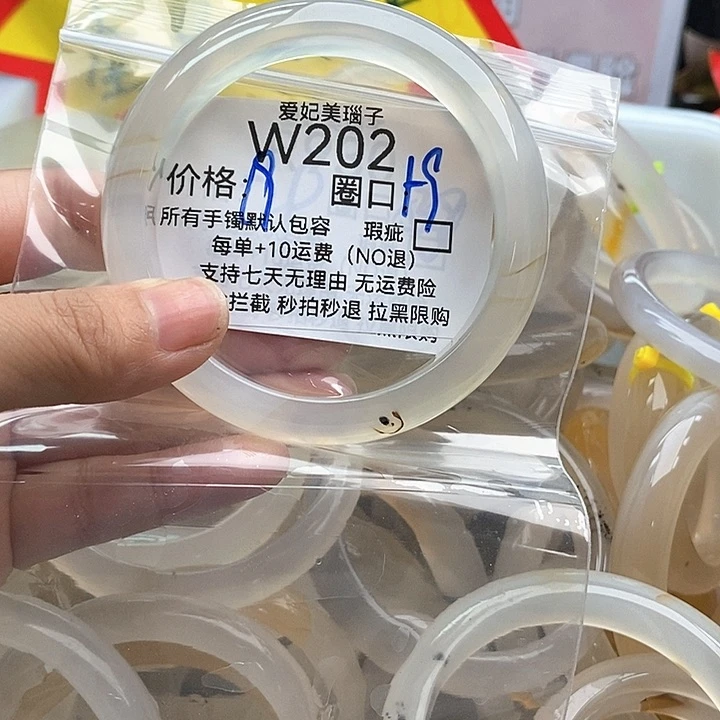 爱妃美瑙子
W202
价格: 圈口
所有手镯默认包容 瑕疵
每单+10运费 (NO退)
支持七天无理由 无运费险
拦截 秒拍秒退 拉黑限购